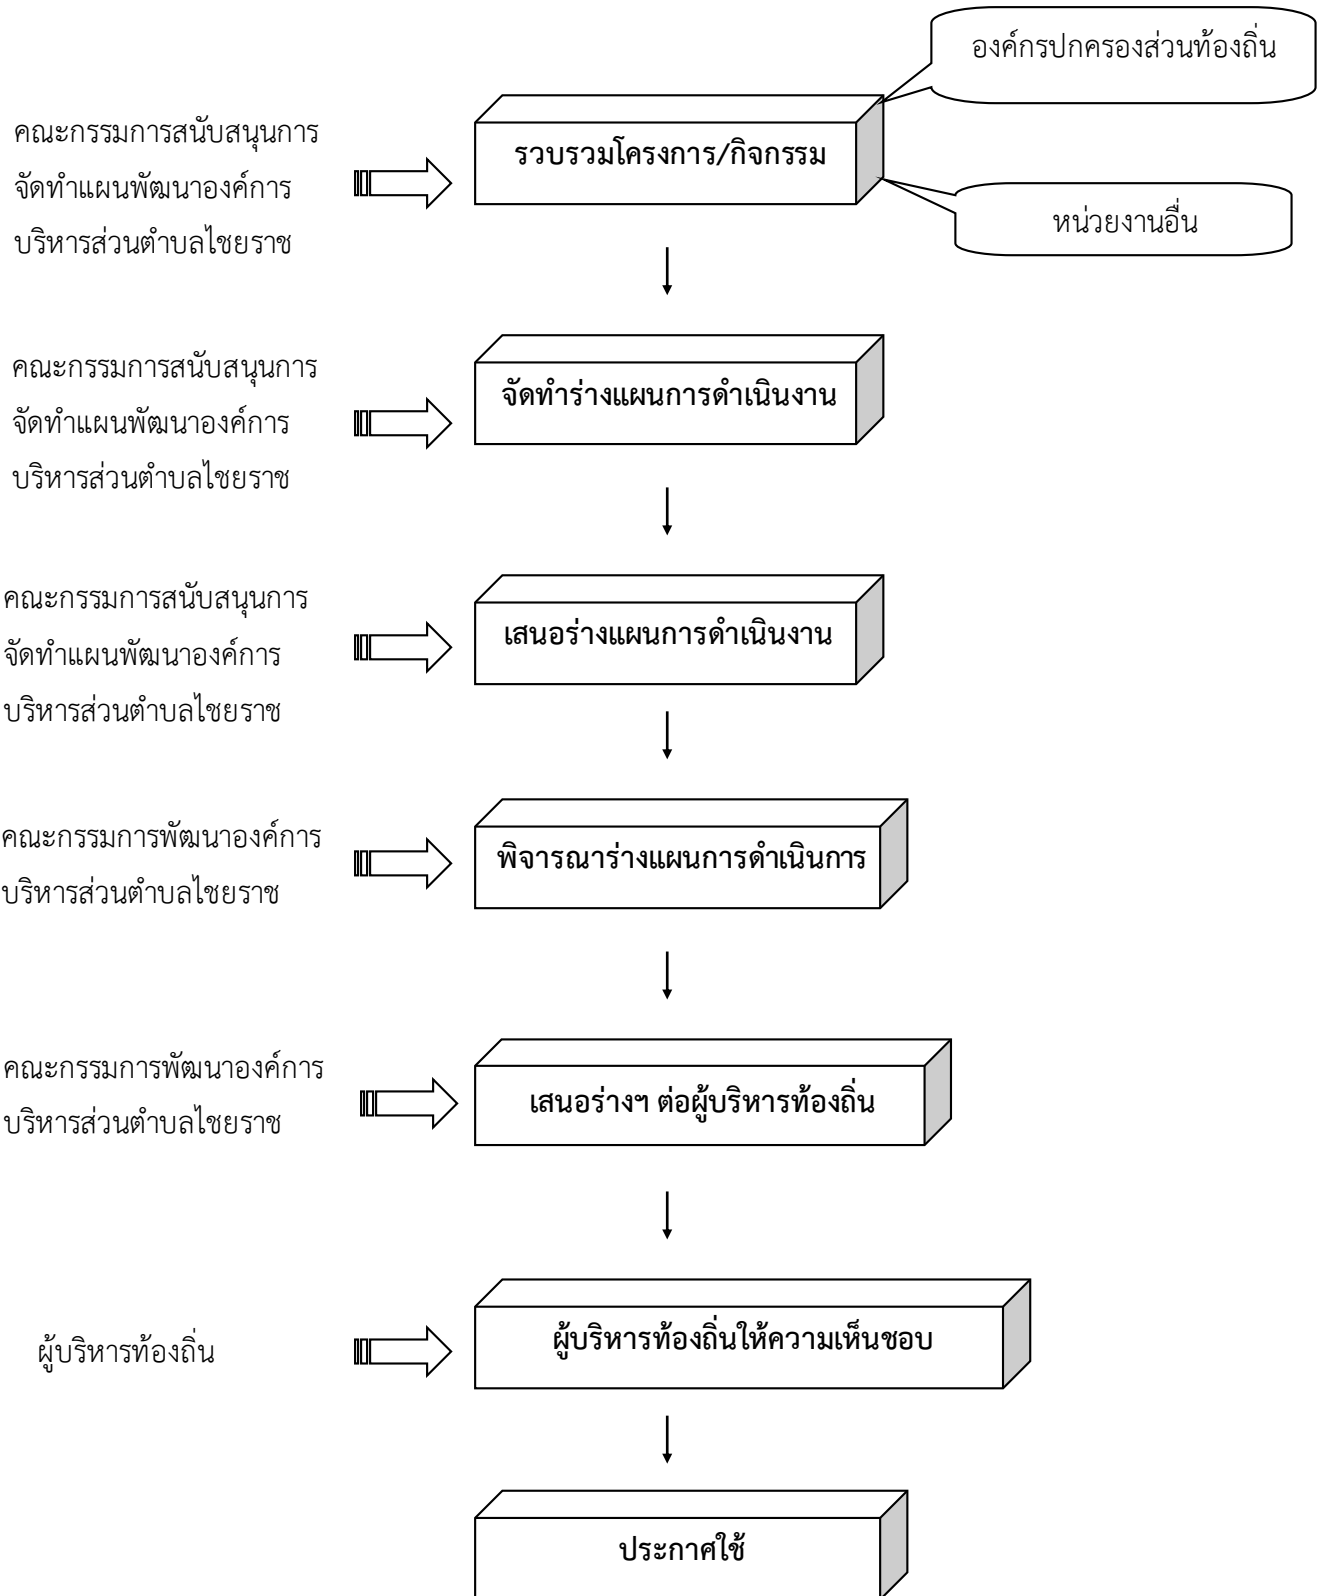 องค์กรปกครองส่วนท้องถิ่น
คณะกรรมการสนับสนุนการ
จัดทำแผนพัฒนาองค์การ
บริหารส่วนตำบลไชยราช
รวบรวมโครงการ/กิจกรรม
หน่วยงานอื่น
คณะกรรมการสนับสนุนการ
จัดทำแผนพัฒนาองค์การ
บริหารส่วนตำบลไชยราช
จัดทำร่างแผนการดำเนินงาน
คณะกรรมการสนับสนุนการ
จัดทำแผนพัฒนาองค์การ
บริหารส่วนตำบลไชยราช
เสนอร่างแผนการดำเนินงาน
คณะกรรมการพัฒนาองค์การ
บริหารส่วนตำบลไชยราช
พิจารณาร่างแผนการดำเนินการ
คณะกรรมการพัฒนาองค์การ
บริหารส่วนตำบลไชยราช
เสนอร่างฯ ต่อผู้บริหารท้องถิ่น
ผู้บริหารท้องถิ่น
ผู้บริหารท้องถิ่นให้ความเห็นชอบ
ประกาศใช้